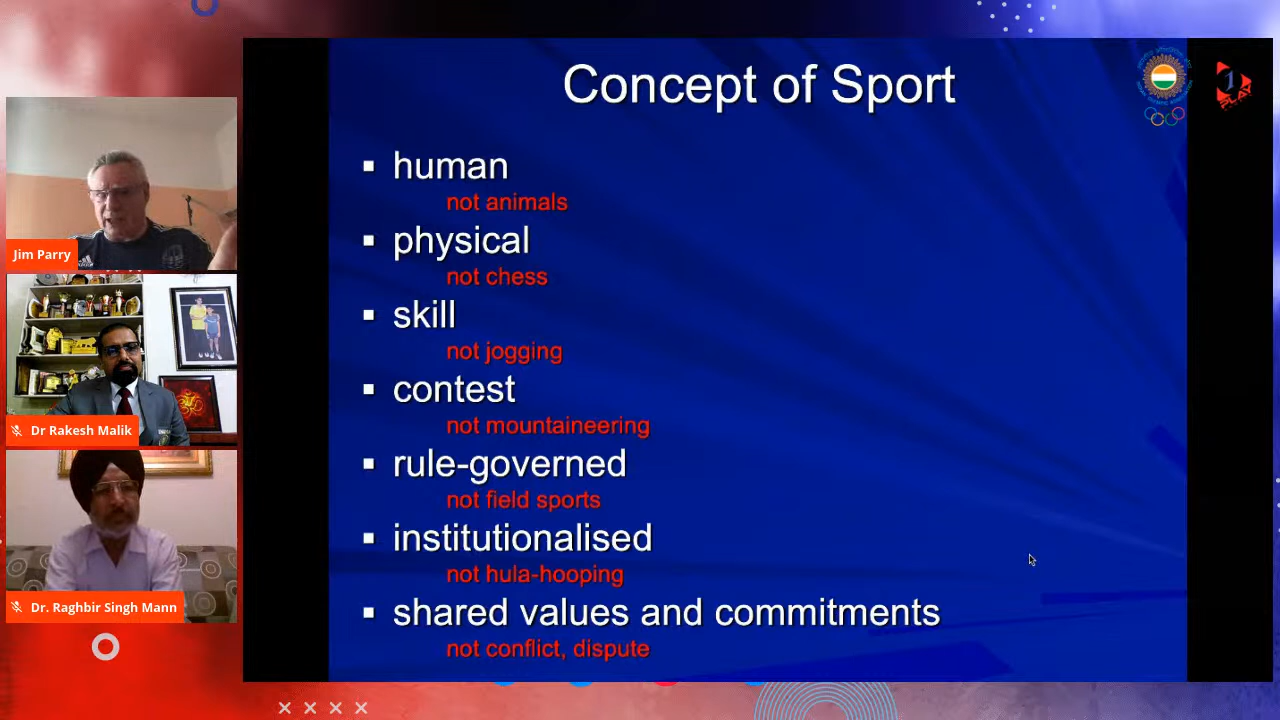 Concept of Sport
human
not animals
physical
not chess
skill
not jogging
contest
not mountaineering
rule-governed
not field sports
institutionalised
not hula-hooping
shared values and commitments
not conflict, dispute
Jim Parry
Dr Rakesh Malik
Dr. Raghbir Singh Mann
1
PLAY